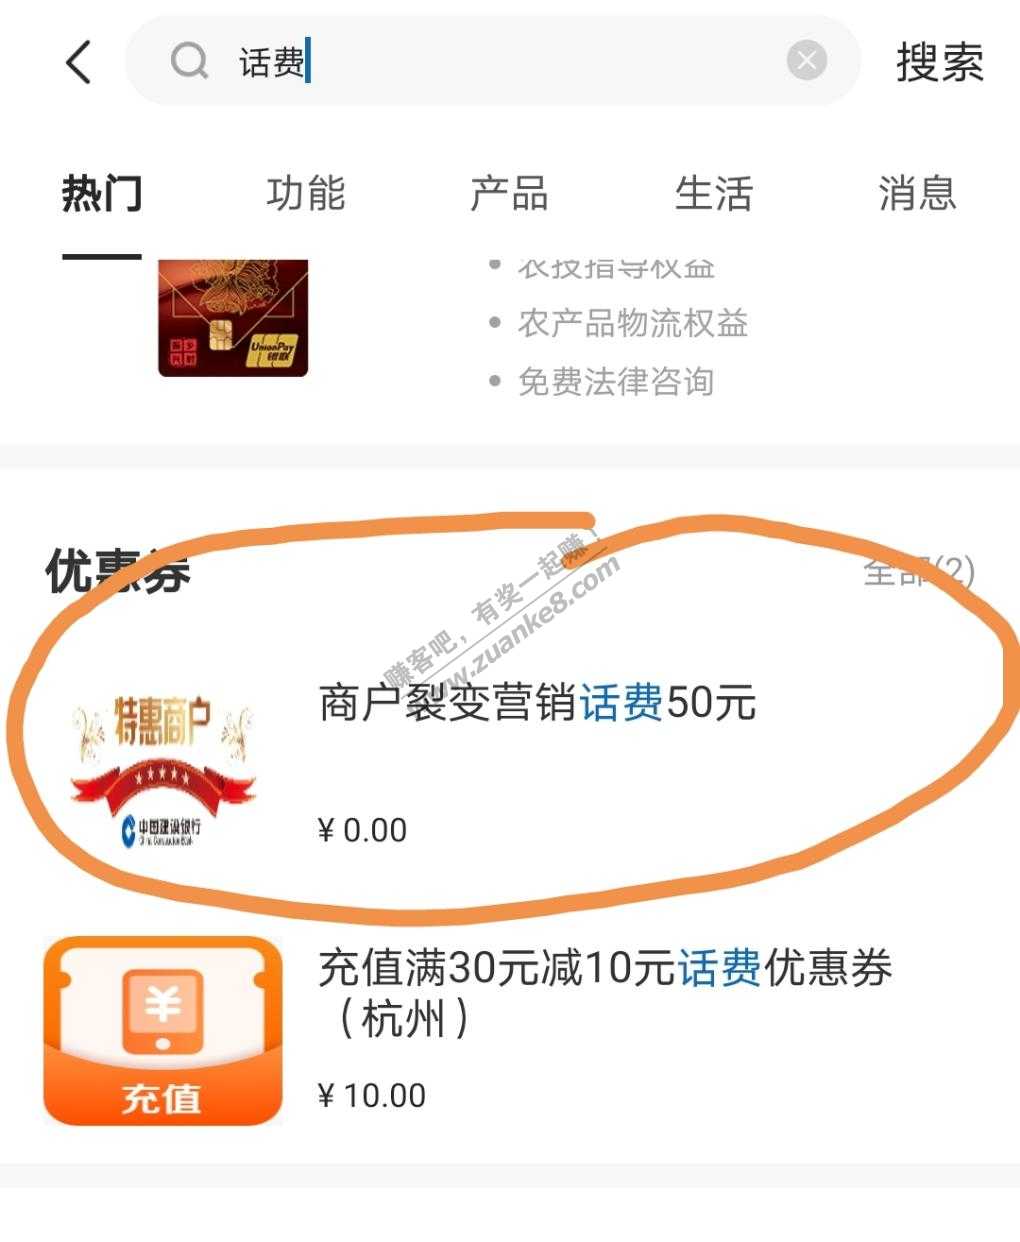 话费
搜索
热门
功能
产品
生活
消息
农技指导权益
农产品物流权益
免费法律咨询
UnionPay
银联
优惠券
全部(2)
赚客吧，有奖一起赚！
www.zuanke8.com
特惠商户
中国建设银行
China Construction Bank
商户裂变营销话费50元
¥ 0.00
充值
充值满30元减10元话费优惠券
（杭州）
¥ 10.00